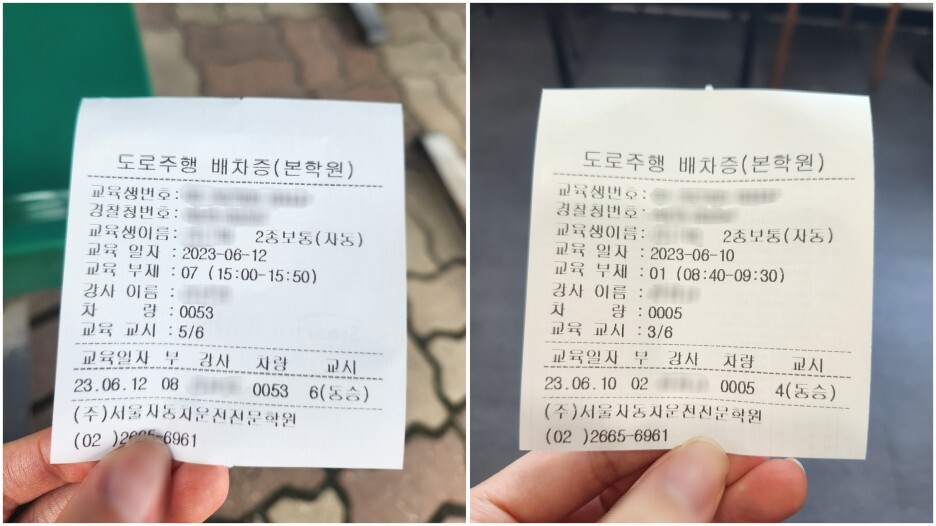 도로주행 배차증(본학원)
교육생번호:
경찰청번호:
교육생이름: 2종보통(자동)
교육 일자 :2023-06-12
교육 부제 :07 (15:00-15:50)
강사 이름 :
차 량 :0053
교육 교시 :5/6
교육일자 부 강사 차량 교시
23.06.12 08 0053 6(동승)
(주)서울자동차운전전문학원
(02 )2665-6961
도로주행 배차증(본학원)
교육생번호:
경찰청번호:
교육생이름: 2종보통(자동)
교육 일자 :2023-06-10
교육 부제 :01 (08:40-09:30)
강사 이름 :
차 량 :0005
교육 교시 :3/6
교육일자 부 강사 차량 교시
23.06.10 02 0005 4(동승)
(주)서울자동차운전전문학원
(02 )2665-6961